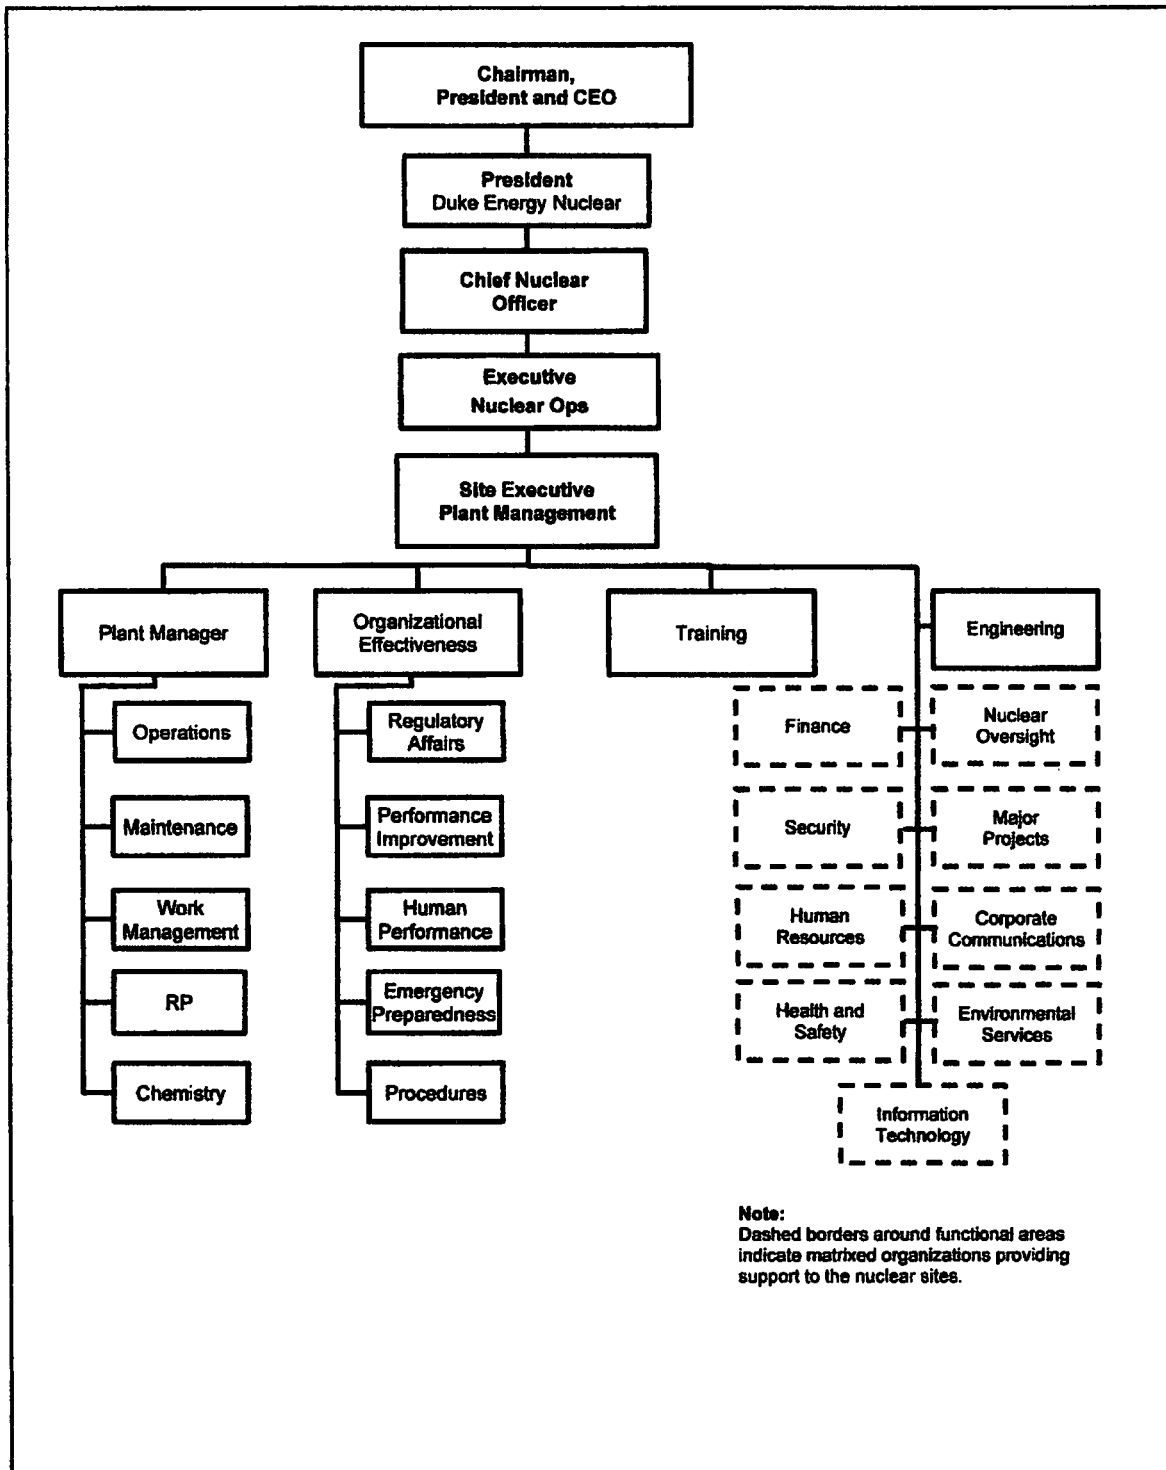 Chairman,
President and CEO
President
Duke Energy Nuclear
Chief Nuclear
Officer
Executive
Nuclear Ops
Site Executive
Plant Management
Plant Manager
Organizational
Effectiveness
Training
Engineering
Operations
Maintenance
Work
Management
RP
Chemistry
Regulatory
Affairs
Performance
Improvement
Human
Performance
Emergency
Preparedness
Procedures
Finance
Nuclear
Oversight
Security
Major
Projects
Human
Resources
Corporate
Communications
Health and
Safety
Environmental
Services
Information
Technology
Note:
Dashed borders around functional areas
indicate matrixed organizations providing
support to the nuclear sites.